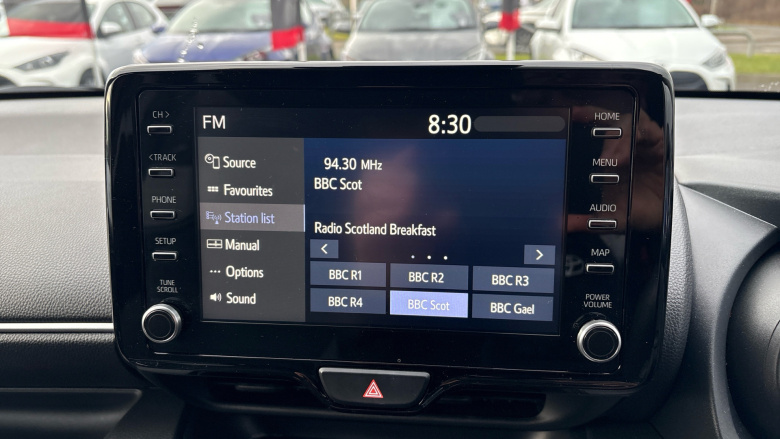 CH >
< TRACK
PHONE
SETUP
TUNE
SCROLL
FM
8:30
Source
Favourites
Station list
Manual
Options
Sound
94.30 MHz
BBC Scot
Radio Scotland Breakfast
<
>
BBC R1
BBC R2
BBC R3
BBC R4
BBC Scot
BBC Gael
HOME
MENU
AUDIO
MAP
POWER
VOLUME